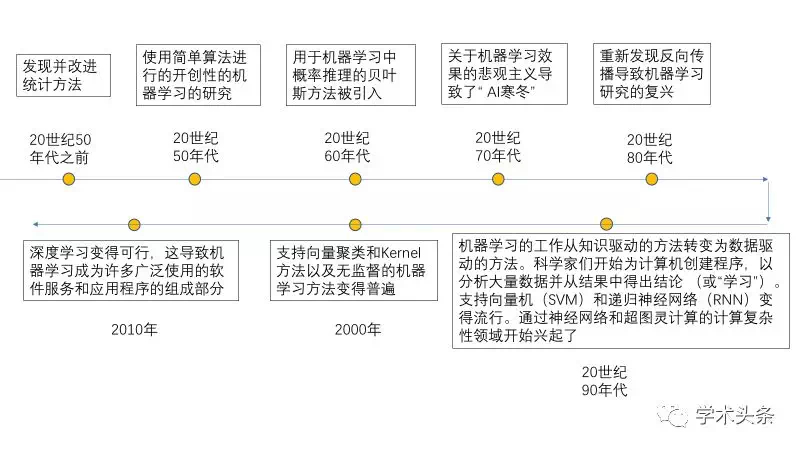 发现并改进
统计方法
使用简单算法进
行的开创性的机
器学习的研究
用于机器学习中
概率推理的贝叶
斯方法被引入
关于机器学习效
果的悲观主义导
致了“ AI寒冬”
重新发现反向传
播导致机器学习
研究的复兴
20世纪50
年代之前
20世纪
50年代
20世纪
60年代
20世纪
70年代
20世纪
80年代
深度学习变得可行，这导致机
器学习成为许多广泛使用的软
件服务和应用程序的组成部分
支持向量聚类和Kernel
方法以及无监督的机器
学习方法变得普遍
机器学习的工作从知识驱动的方法转变为数据驱
动的方法。科学家们开始为计算机创建程序，以
分析大量数据并从结果中得出结论 （或“学习”）。
支持向量机（SVM）和递归神经网络（RNN）变
得流行。通过神经网络和超图灵计算的计算复杂
性领域开始兴起了
2010年
2000年
20世纪
90年代
学术头条